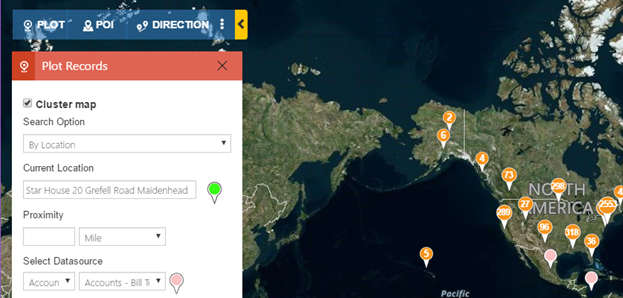 PLOT POI DIRECTION
Plot Records
Cluster map
Search Option
By Location
Current Location
Star House 20 Grefell Road Maidenhead
Proximity
Mile
Select Datasource
Accoun Accounts - Bill T
2
6
4
73
298
NORTH
AMERICA
27
289
2553
4
96
318
36
5
Pacific